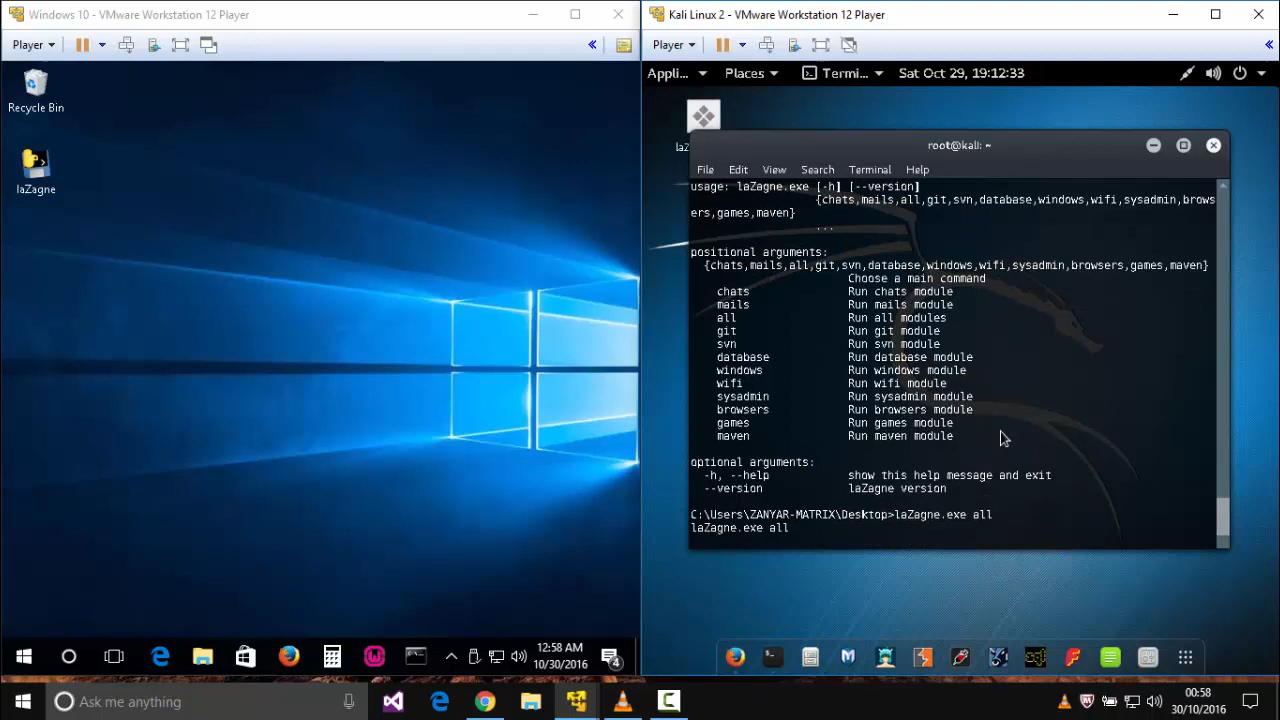 Windows 10 - VMware Workstation 12 Player
Player
Recycle Bin
laZagne
12:58 AM
10/30/2016
4
Kali Linux 2 - VMware Workstation 12 Player
Player
Appli...
Places
Termi...
Sat Oct 29, 19:12:33
laZ
root@kali: ~
File Edit View Search Terminal Help
usage: laZagne.exe [-h] [--version]
{chats,mails,all,git,svn,database,windows,wifi,sysadmin,brows
ers,games,maven}
...
positional arguments:
{chats,mails,all,git,svn,database,windows,wifi,sysadmin,browsers,games,maven}
Choose a main command
chats Run chats module
mails Run mails module
all Run all modules
git Run git module
svn Run svn module
database Run database module
windows Run windows module
wifi Run wifi module
sysadmin Run sysadmin module
browsers Run browsers module
games Run games module
maven Run maven module
optional arguments:
-h, --help show this help message and exit
--version laZagne version
C:\Users\ZANYAR-MATRIX\Desktop>laZagne.exe all
laZagne.exe all
Ask me anything
00:58
30/10/2016